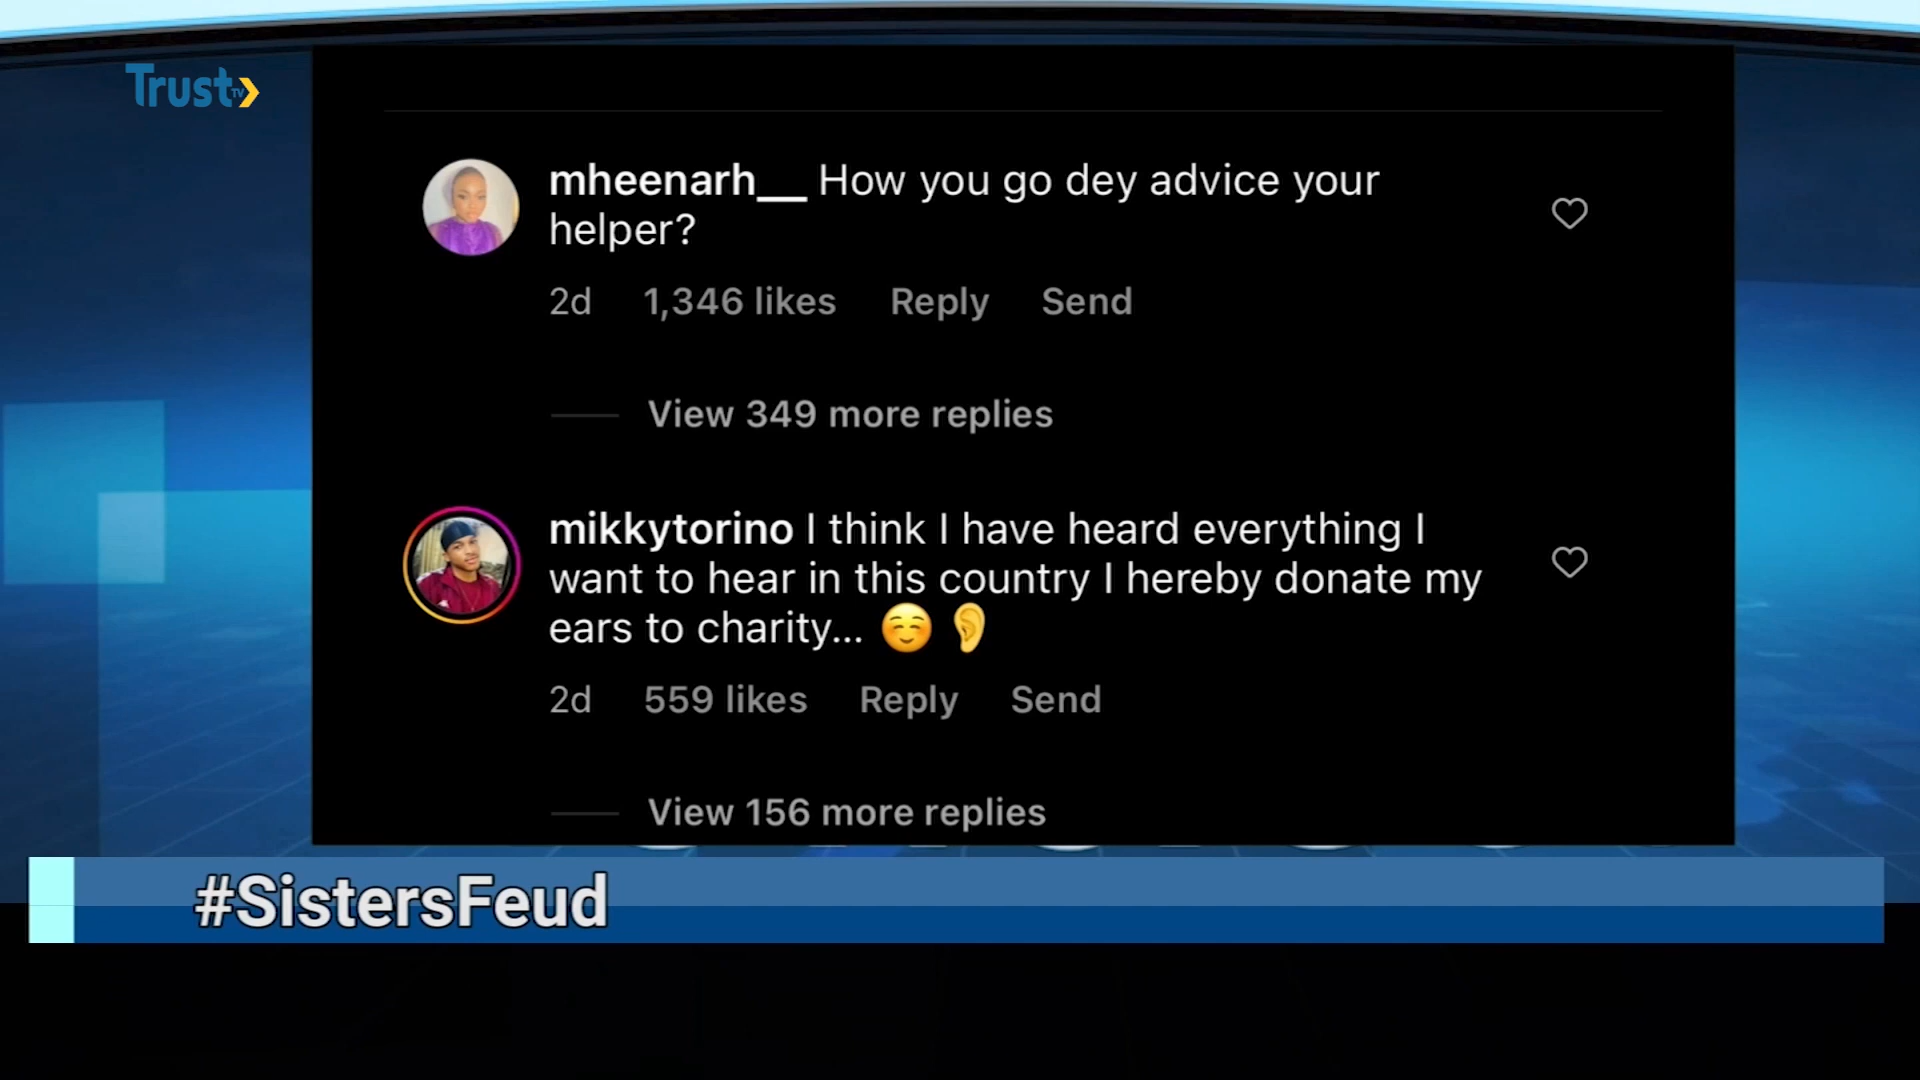 Trust TV
mheenarh__ How you go dey advice your
helper?
2d 1,346 likes Reply Send
View 349 more replies
mikkytorino I think I have heard everything I
want to hear in this country I hereby donate my
ears to charity... ☺️ 👂
2d 559 likes Reply Send
View 156 more replies
#SistersFeud